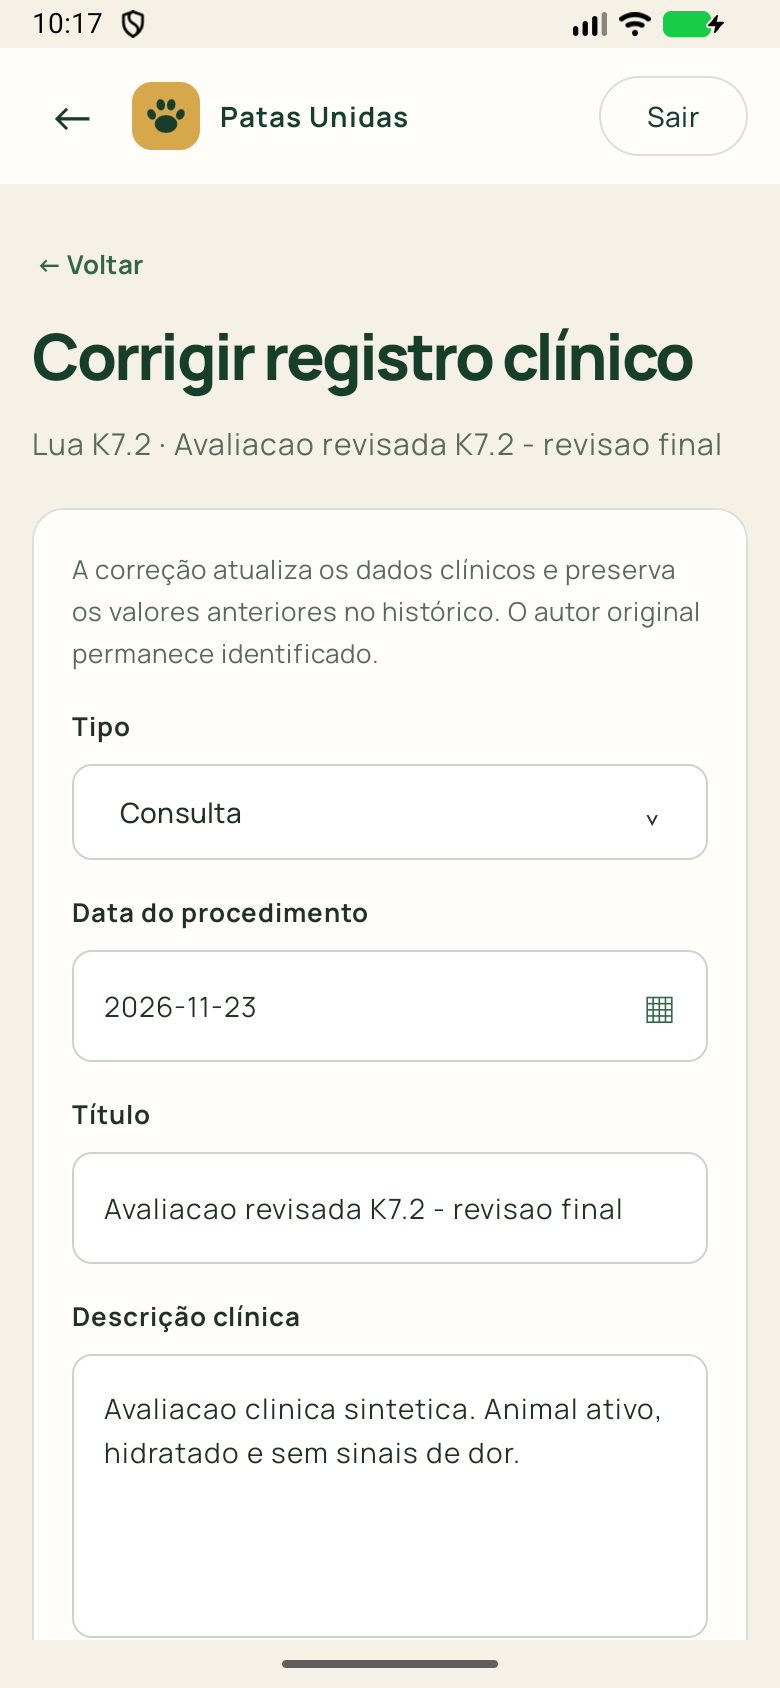 10:17
← Patas Unidas Sair
← Voltar
Corrigir registro clínico
Lua K7.2 · Avaliacao revisada K7.2 - revisao final
A correção atualiza os dados clínicos e preserva
os valores anteriores no histórico. O autor original
permanece identificado.
Tipo
Consulta
Data do procedimento
2026-11-23
Título
Avaliacao revisada K7.2 - revisao final
Descrição clínica
Avaliacao clinica sintetica. Animal ativo,
hidratado e sem sinais de dor.